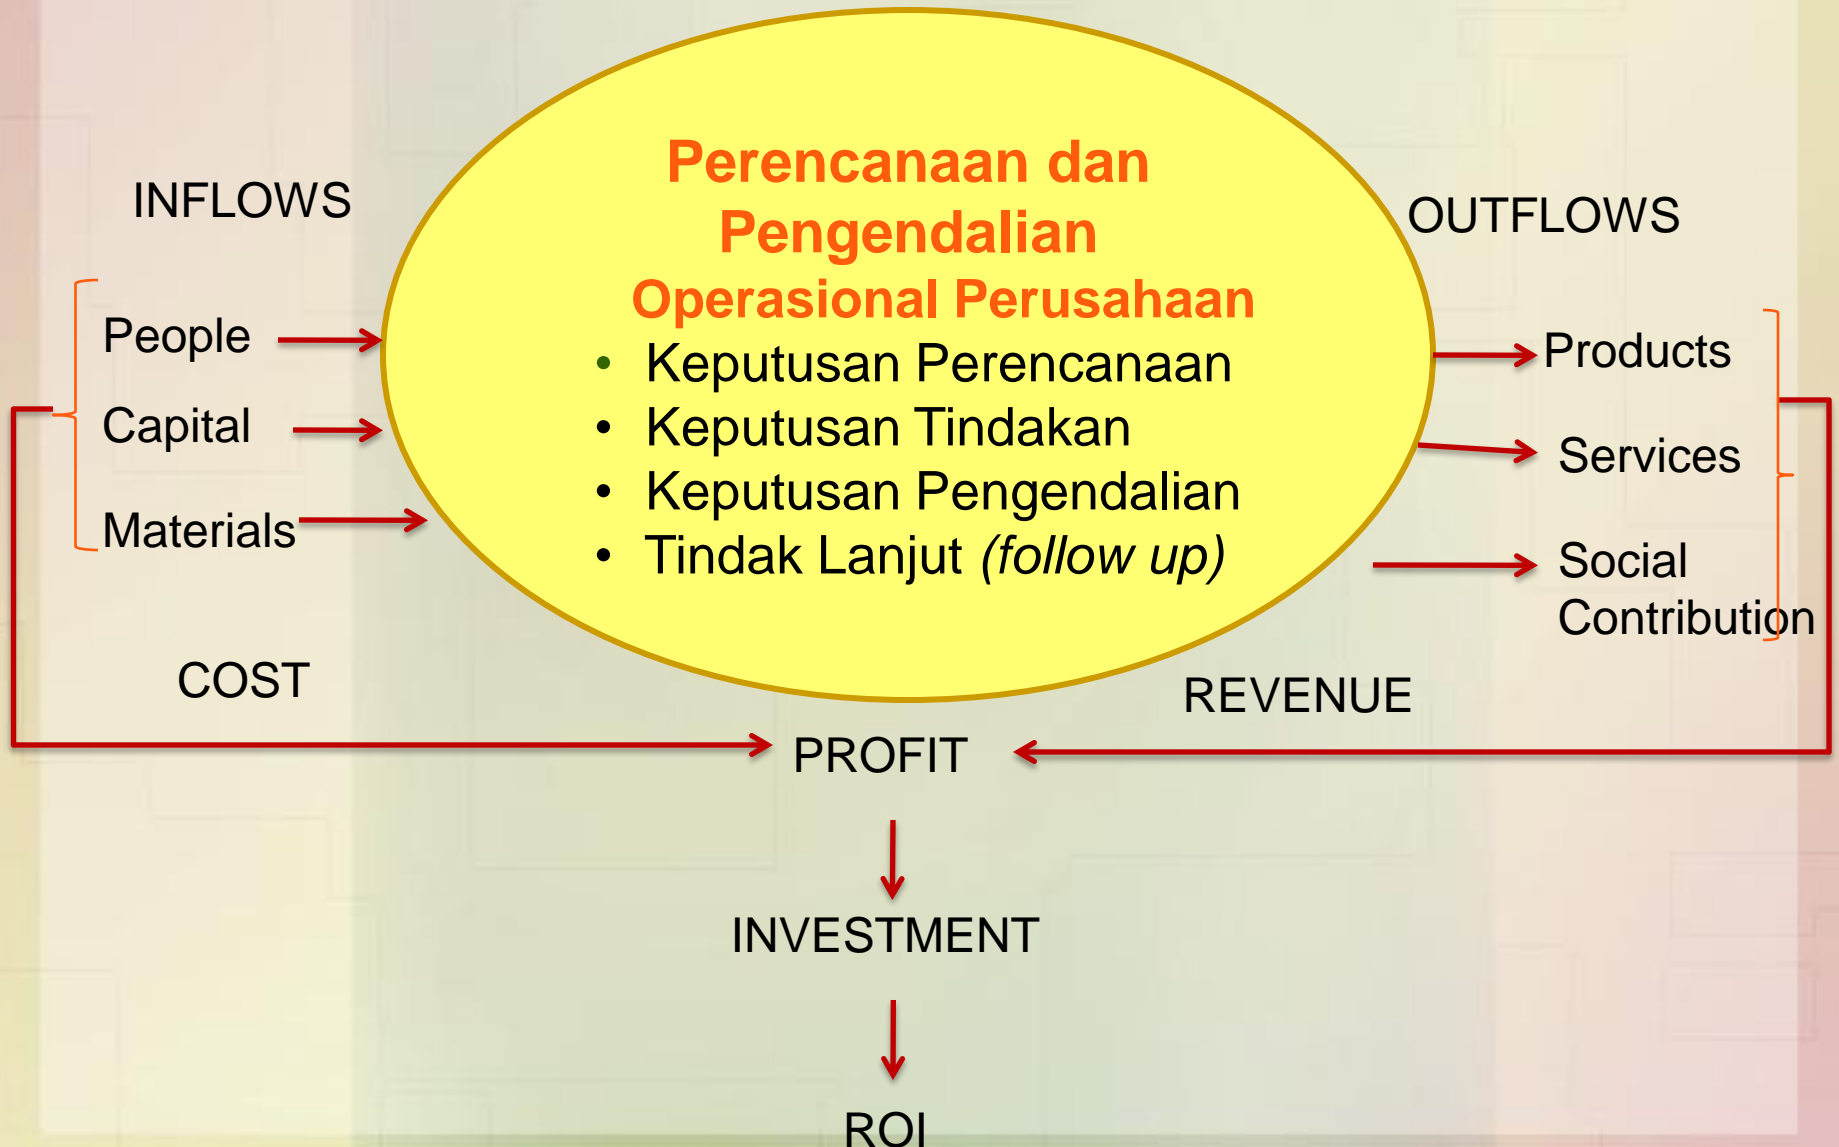 INFLOWS
People
Capital
Materials
COST
Perencanaan dan
Pengendalian
Operasional Perusahaan
• Keputusan Perencanaan
• Keputusan Tindakan
• Keputusan Pengendalian
• Tindak Lanjut (follow up)
OUTFLOWS
Products
Services
Social
Contribution
REVENUE
PROFIT
INVESTMENT
ROI